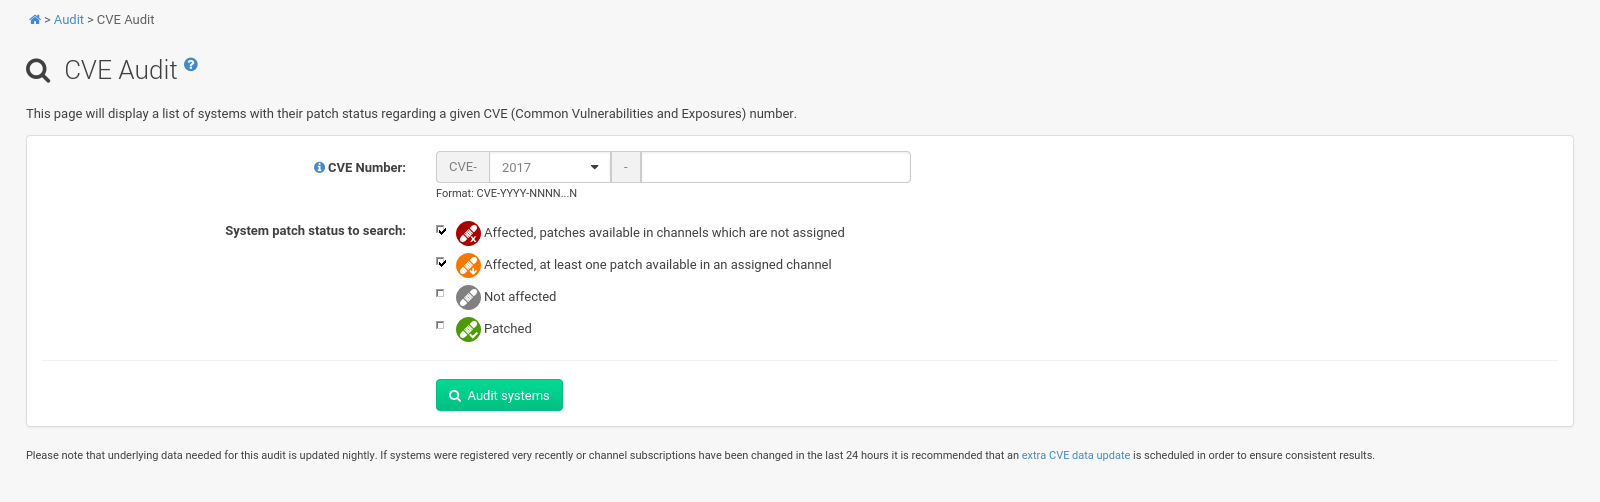 > Audit > CVE Audit
CVE Audit ?
This page will display a list of systems with their patch status regarding a given CVE (Common Vulnerabilities and Exposures) number.
CVE Number: CVE- 2017 -
Format: CVE-YYYY-NNNN...N
System patch status to search: Affected, patches available in channels which are not assigned
Affected, at least one patch available in an assigned channel
Not affected
Patched
Audit systems
Please note that underlying data needed for this audit is updated nightly. If systems were registered very recently or channel subscriptions have been changed in the last 24 hours it is recommended that an extra CVE data update is scheduled in order to ensure consistent results.